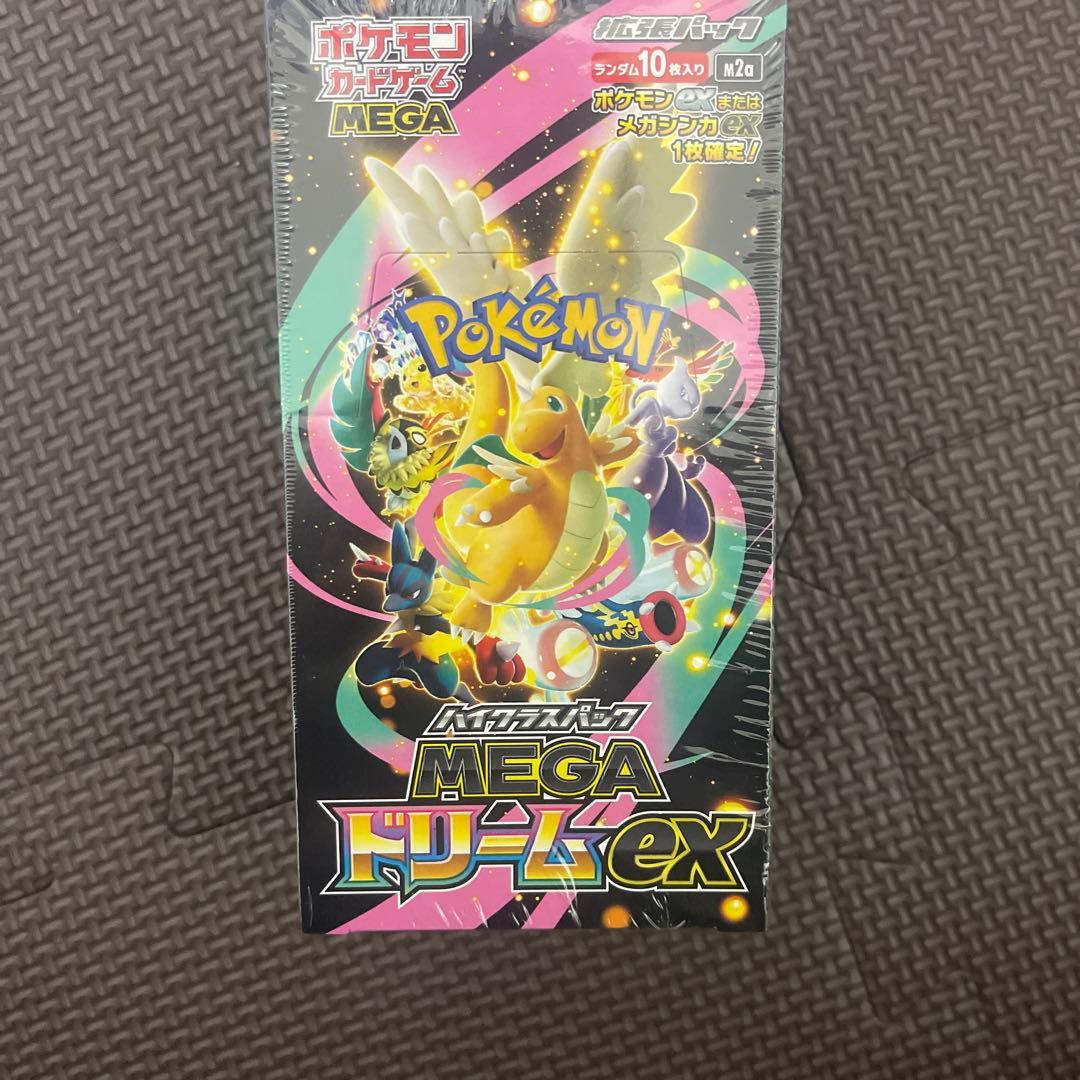 ポケモン
カードゲーム™
MEGA
拡張パック
ランダム10枚入り M2a
ポケモンexまたは
メガシンカex
1枚確定!
POKéMON
ハイクラスパック
MEGA
ドリームex